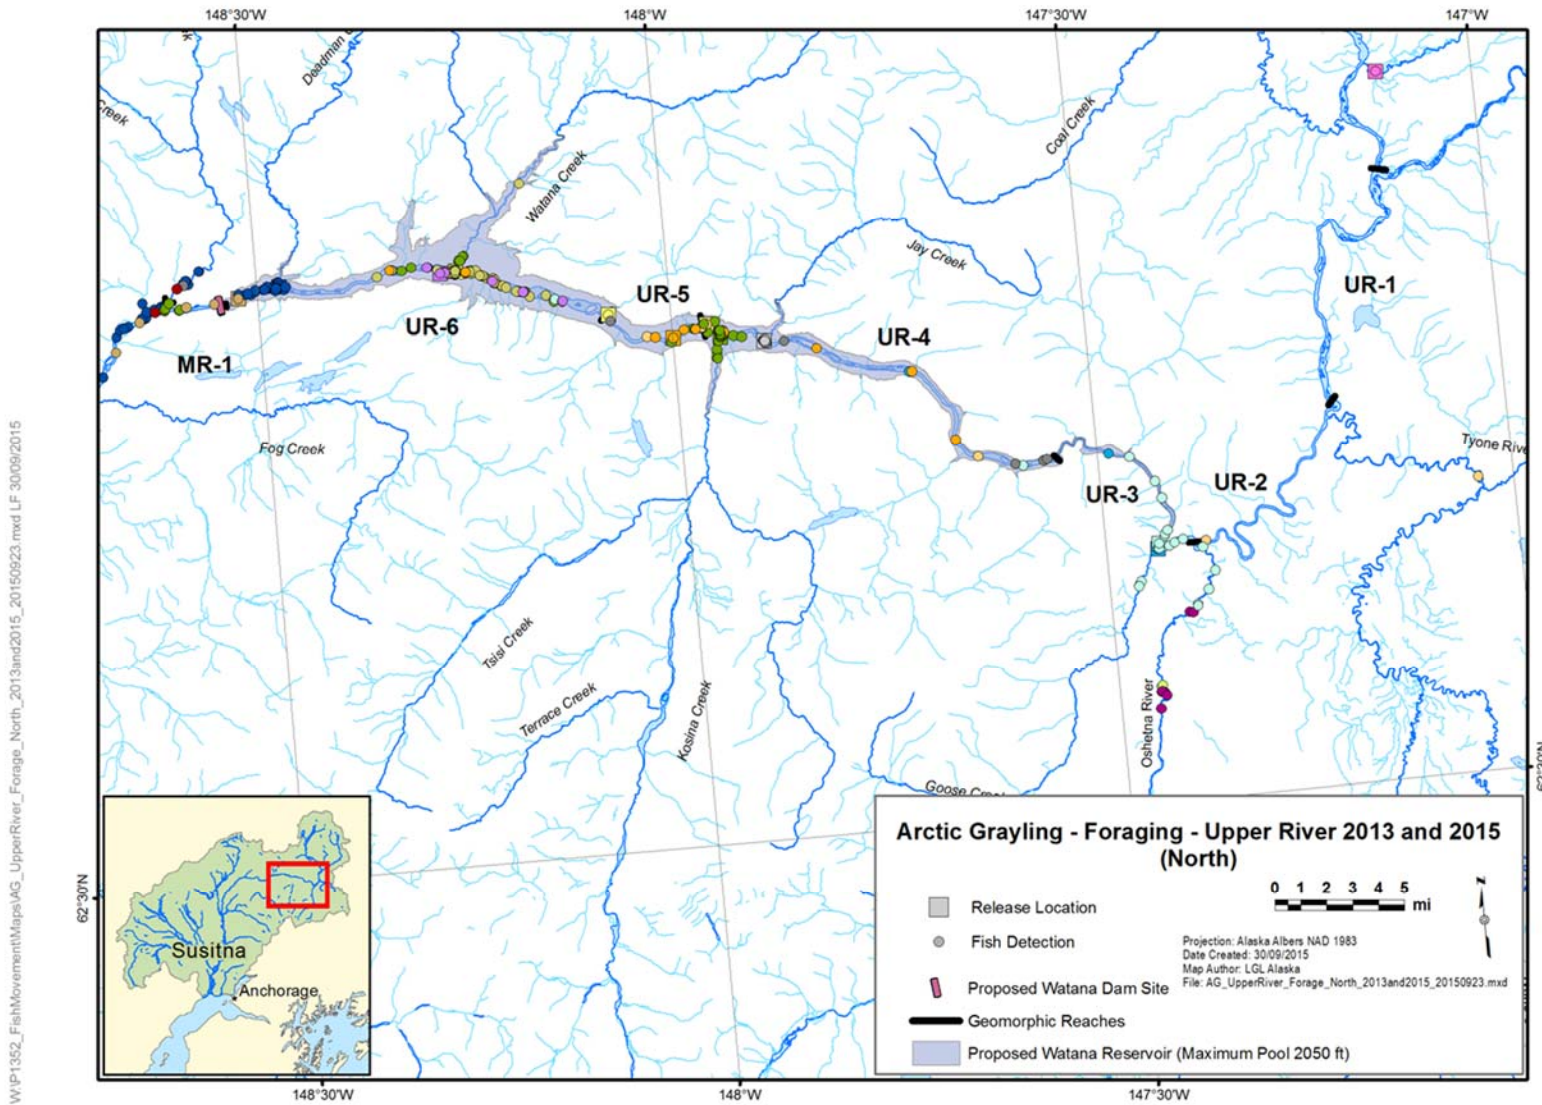 148°30'W
148°W
147°30'W
147°W
Deadman
Creek
Watana Creek
Coal Creek
Jay Creek
UR-1
UR-5
UR-6
UR-4
MR-1
Fog Creek
Tyone Rive
UR-3
UR-2
Tsisi Creek
Terrace Creek
Kosina Creek
Oshetna River
Goose Creek
62°30'N
62°30'N
Susitna
Anchorage
Arctic Grayling - Foraging - Upper River 2013 and 2015
(North)
Release Location
Fish Detection
Proposed Watana Dam Site
Geomorphic Reaches
Proposed Watana Reservoir (Maximum Pool 2050 ft)
0 1 2 3 4 5
mi
N
Projection: Alaska Albers NAD 1983
Date Created: 30/09/2015
Map Author: LGL Alaska
File: AG_UpperRiver_Forage_North_2013and2015_20150923.mxd
148°30'W
148°W
147°30'W
W:\P1352_FishMovement\Maps\AG_UpperRiver_Forage_North_2013and2015_20150923.mxd LF 30/09/2015